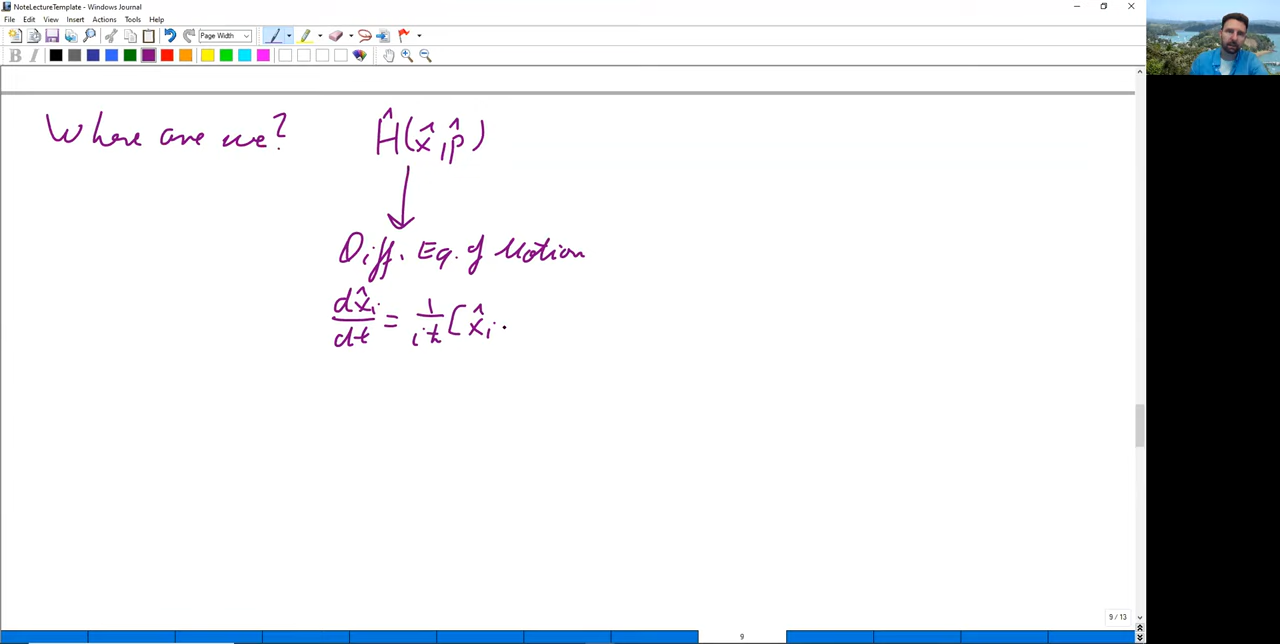 NoteLectureTemplate - Windows Journal
File Edit View Insert Actions Tools Help
Page Width
B I
Where are we? Ĥ(x̂,p̂)
Diff. Eq. of Motion
dx̂ᵢ/dt = 1/iħ [x̂ᵢ
9 / 13
9